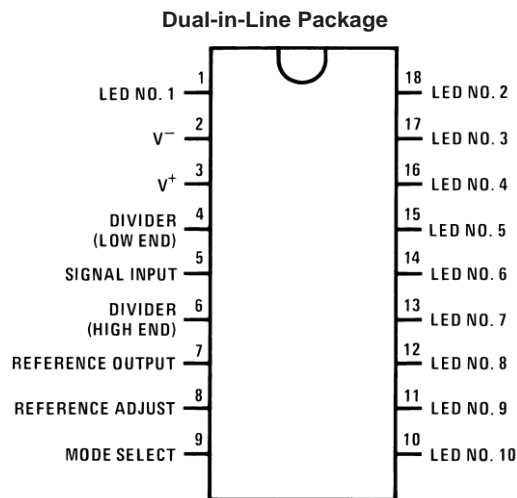 Dual-in-Line Package
LED NO. 1 1
V⁻ 2
V⁺ 3
DIVIDER
(LOW END) 4
SIGNAL INPUT 5
DIVIDER
(HIGH END) 6
REFERENCE OUTPUT 7
REFERENCE ADJUST 8
MODE SELECT 9
18 LED NO. 2
17 LED NO. 3
16 LED NO. 4
15 LED NO. 5
14 LED NO. 6
13 LED NO. 7
12 LED NO. 8
11 LED NO. 9
10 LED NO. 10